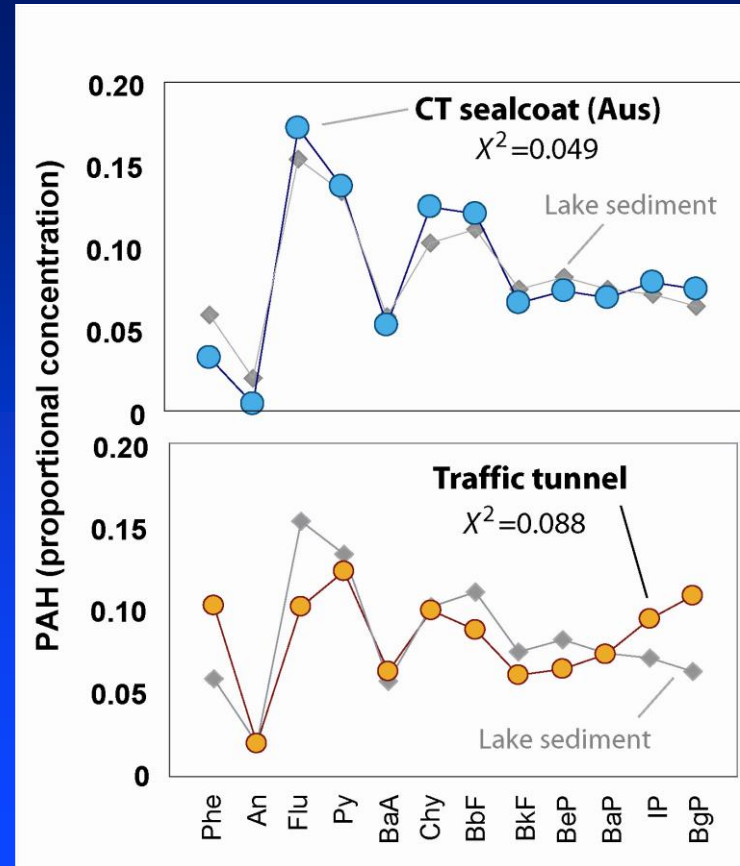 PAH (proportional concentration)
0.20
0.15
0.10
0.05
0
CT sealcoat (Aus)
X²=0.049
Lake sediment
0.20
0.15
0.10
0.05
0
Traffic tunnel
X²=0.088
Lake sediment
Phe
An
Flu
Py
BaA
Chy
BbF
BkF
BeP
BaP
IP
BgP